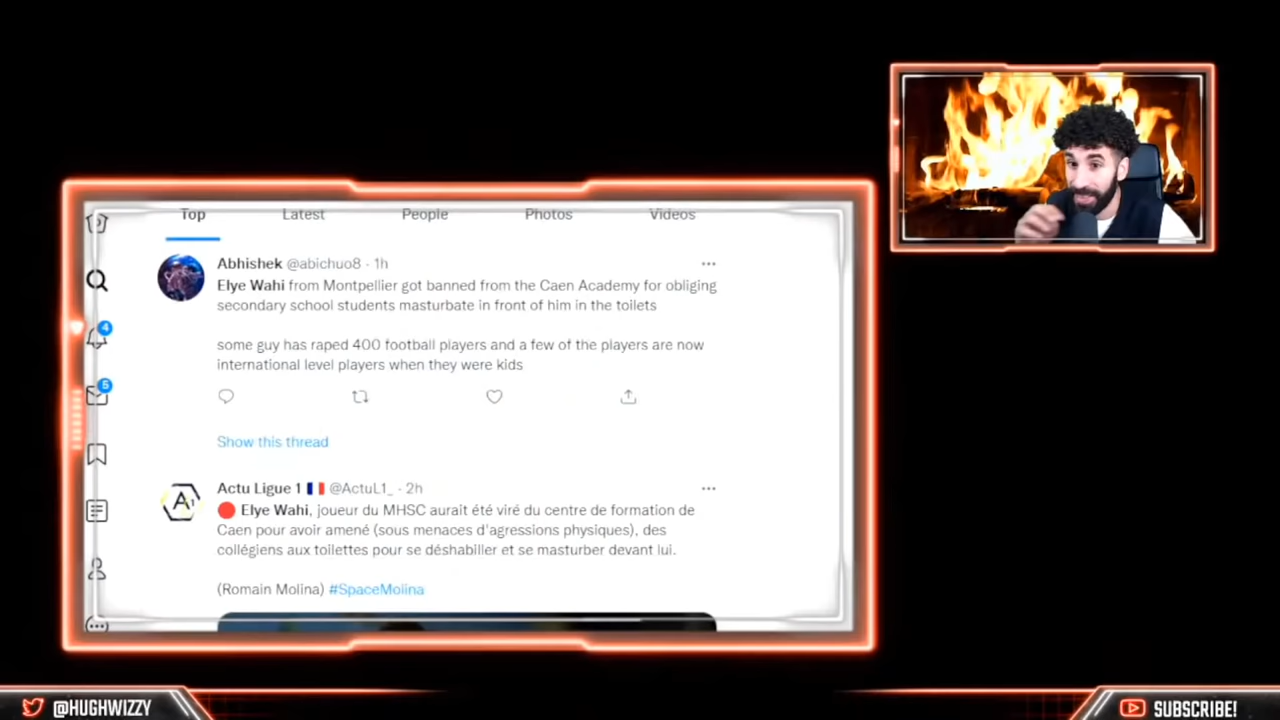 Top Latest People Photos Videos
Abhishek @abichuo8 · 1h
Elye Wahi from Montpellier got banned from the Caen Academy for obliging
secondary school students masturbate in front of him in the toilets
some guy has raped 400 football players and a few of the players are now
international level players when they were kids
Show this thread
4
5
Actu Ligue 1 🇫🇷 @ActuL1_ · 2h
🔴 Elye Wahi, joueur du MHSC aurait été viré du centre de formation de
Caen pour avoir amené (sous menaces d'agressions physiques), des
collégiens aux toilettes pour se déshabiller et se masturber devant lui.
(Romain Molina) #SpaceMolina
@HUGHWIZZY
SUBSCRIBE!